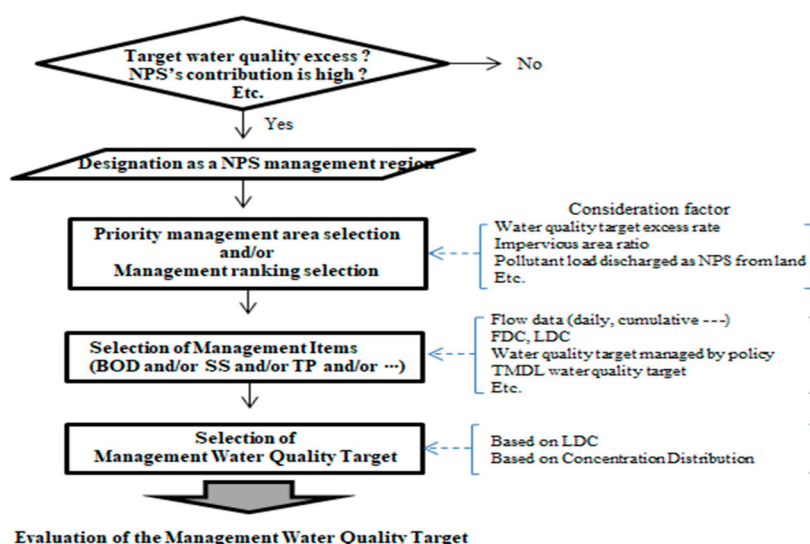 Target water quality excess ?
NPS's contribution is high ?
Etc.
No
Yes
Designation as a NPS management region
Priority management area selection
and/or
Management ranking selection
Consideration factor
Water quality target excess rate
Impervious area ratio
Pollutant load discharged as NPS from land
Etc.
Selection of Management Items
(BOD and/or SS and/or TP and/or ···)
Flow data (daily, cumulative ---)
FDC, LDC
Water quality target managed by policy
TMDL water quality target
Etc.
Selection of
Management Water Quality Target
Based on LDC
Based on Concentration Distribution
Evaluation of the Management Water Quality Target